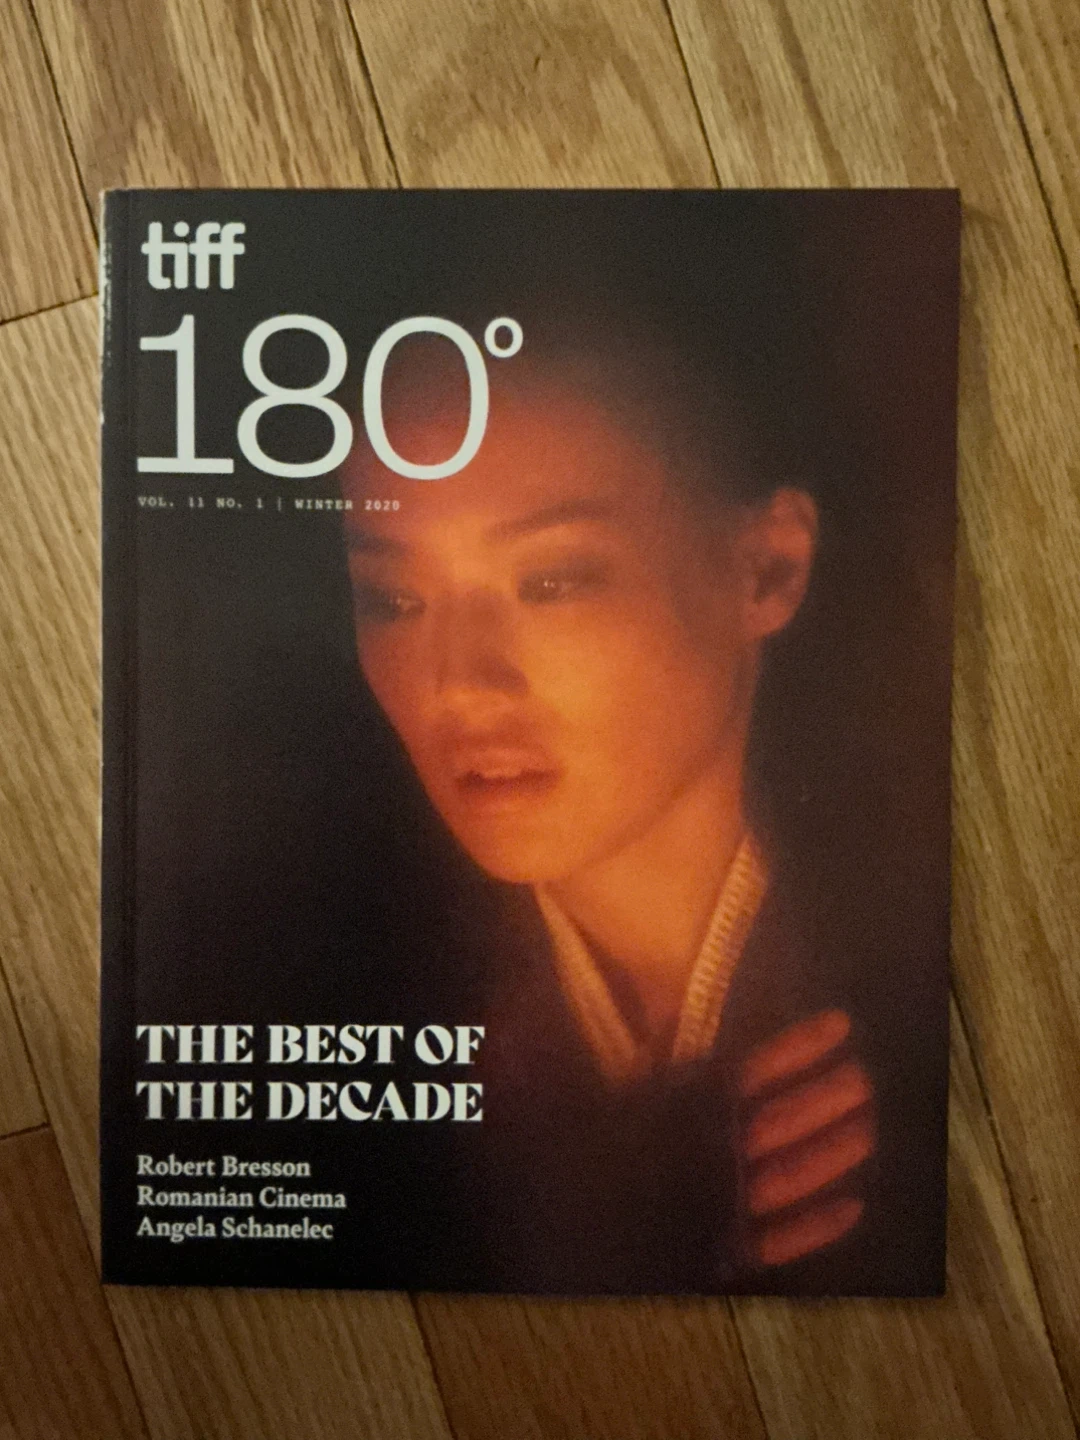 tiff
180°
VOL. 11 NO. 1 | WINTER 2020
THE BEST OF
THE DECADE
Robert Bresson
Romanian Cinema
Angela Schanelec